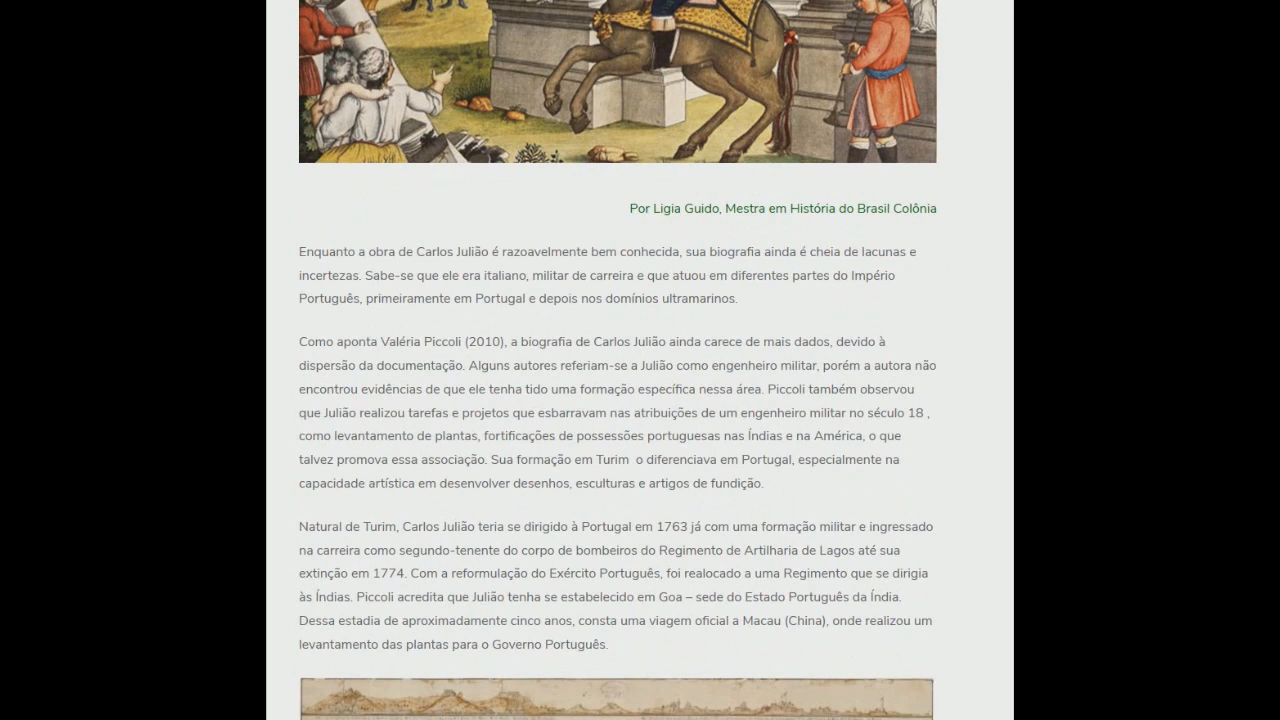 Por Ligia Guido, Mestra em História do Brasil Colônia
Enquanto a obra de Carlos Julião é razoavelmente bem conhecida, sua biografia ainda é cheia de lacunas e
incertezas. Sabe-se que ele era italiano, militar de carreira e que atuou em diferentes partes do Império
Português, primeiramente em Portugal e depois nos domínios ultramarinos.
Como aponta Valéria Piccoli (2010), a biografia de Carlos Julião ainda carece de mais dados, devido à
dispersão da documentação. Alguns autores referiam-se a Julião como engenheiro militar, porém a autora não
encontrou evidências de que ele tenha tido uma formação específica nessa área. Piccoli também observou
que Julião realizou tarefas e projetos que esbarravam nas atribuições de um engenheiro militar no século 18 ,
como levantamento de plantas, fortificações de possessões portuguesas nas Índias e na América, o que
talvez promova essa associação. Sua formação em Turim  o diferenciava em Portugal, especialmente na
capacidade artística em desenvolver desenhos, esculturas e artigos de fundição.
Natural de Turim, Carlos Julião teria se dirigido à Portugal em 1763 já com uma formação militar e ingressado
na carreira como segundo-tenente do corpo de bombeiros do Regimento de Artilharia de Lagos até sua
extinção em 1774. Com a reformulação do Exército Português, foi realocado a uma Regimento que se dirigia
às Índias. Piccoli acredita que Julião tenha se estabelecido em Goa – sede do Estado Português da Índia.
Dessa estadia de aproximadamente cinco anos, consta uma viagem oficial a Macau (China), onde realizou um
levantamento das plantas para o Governo Português.